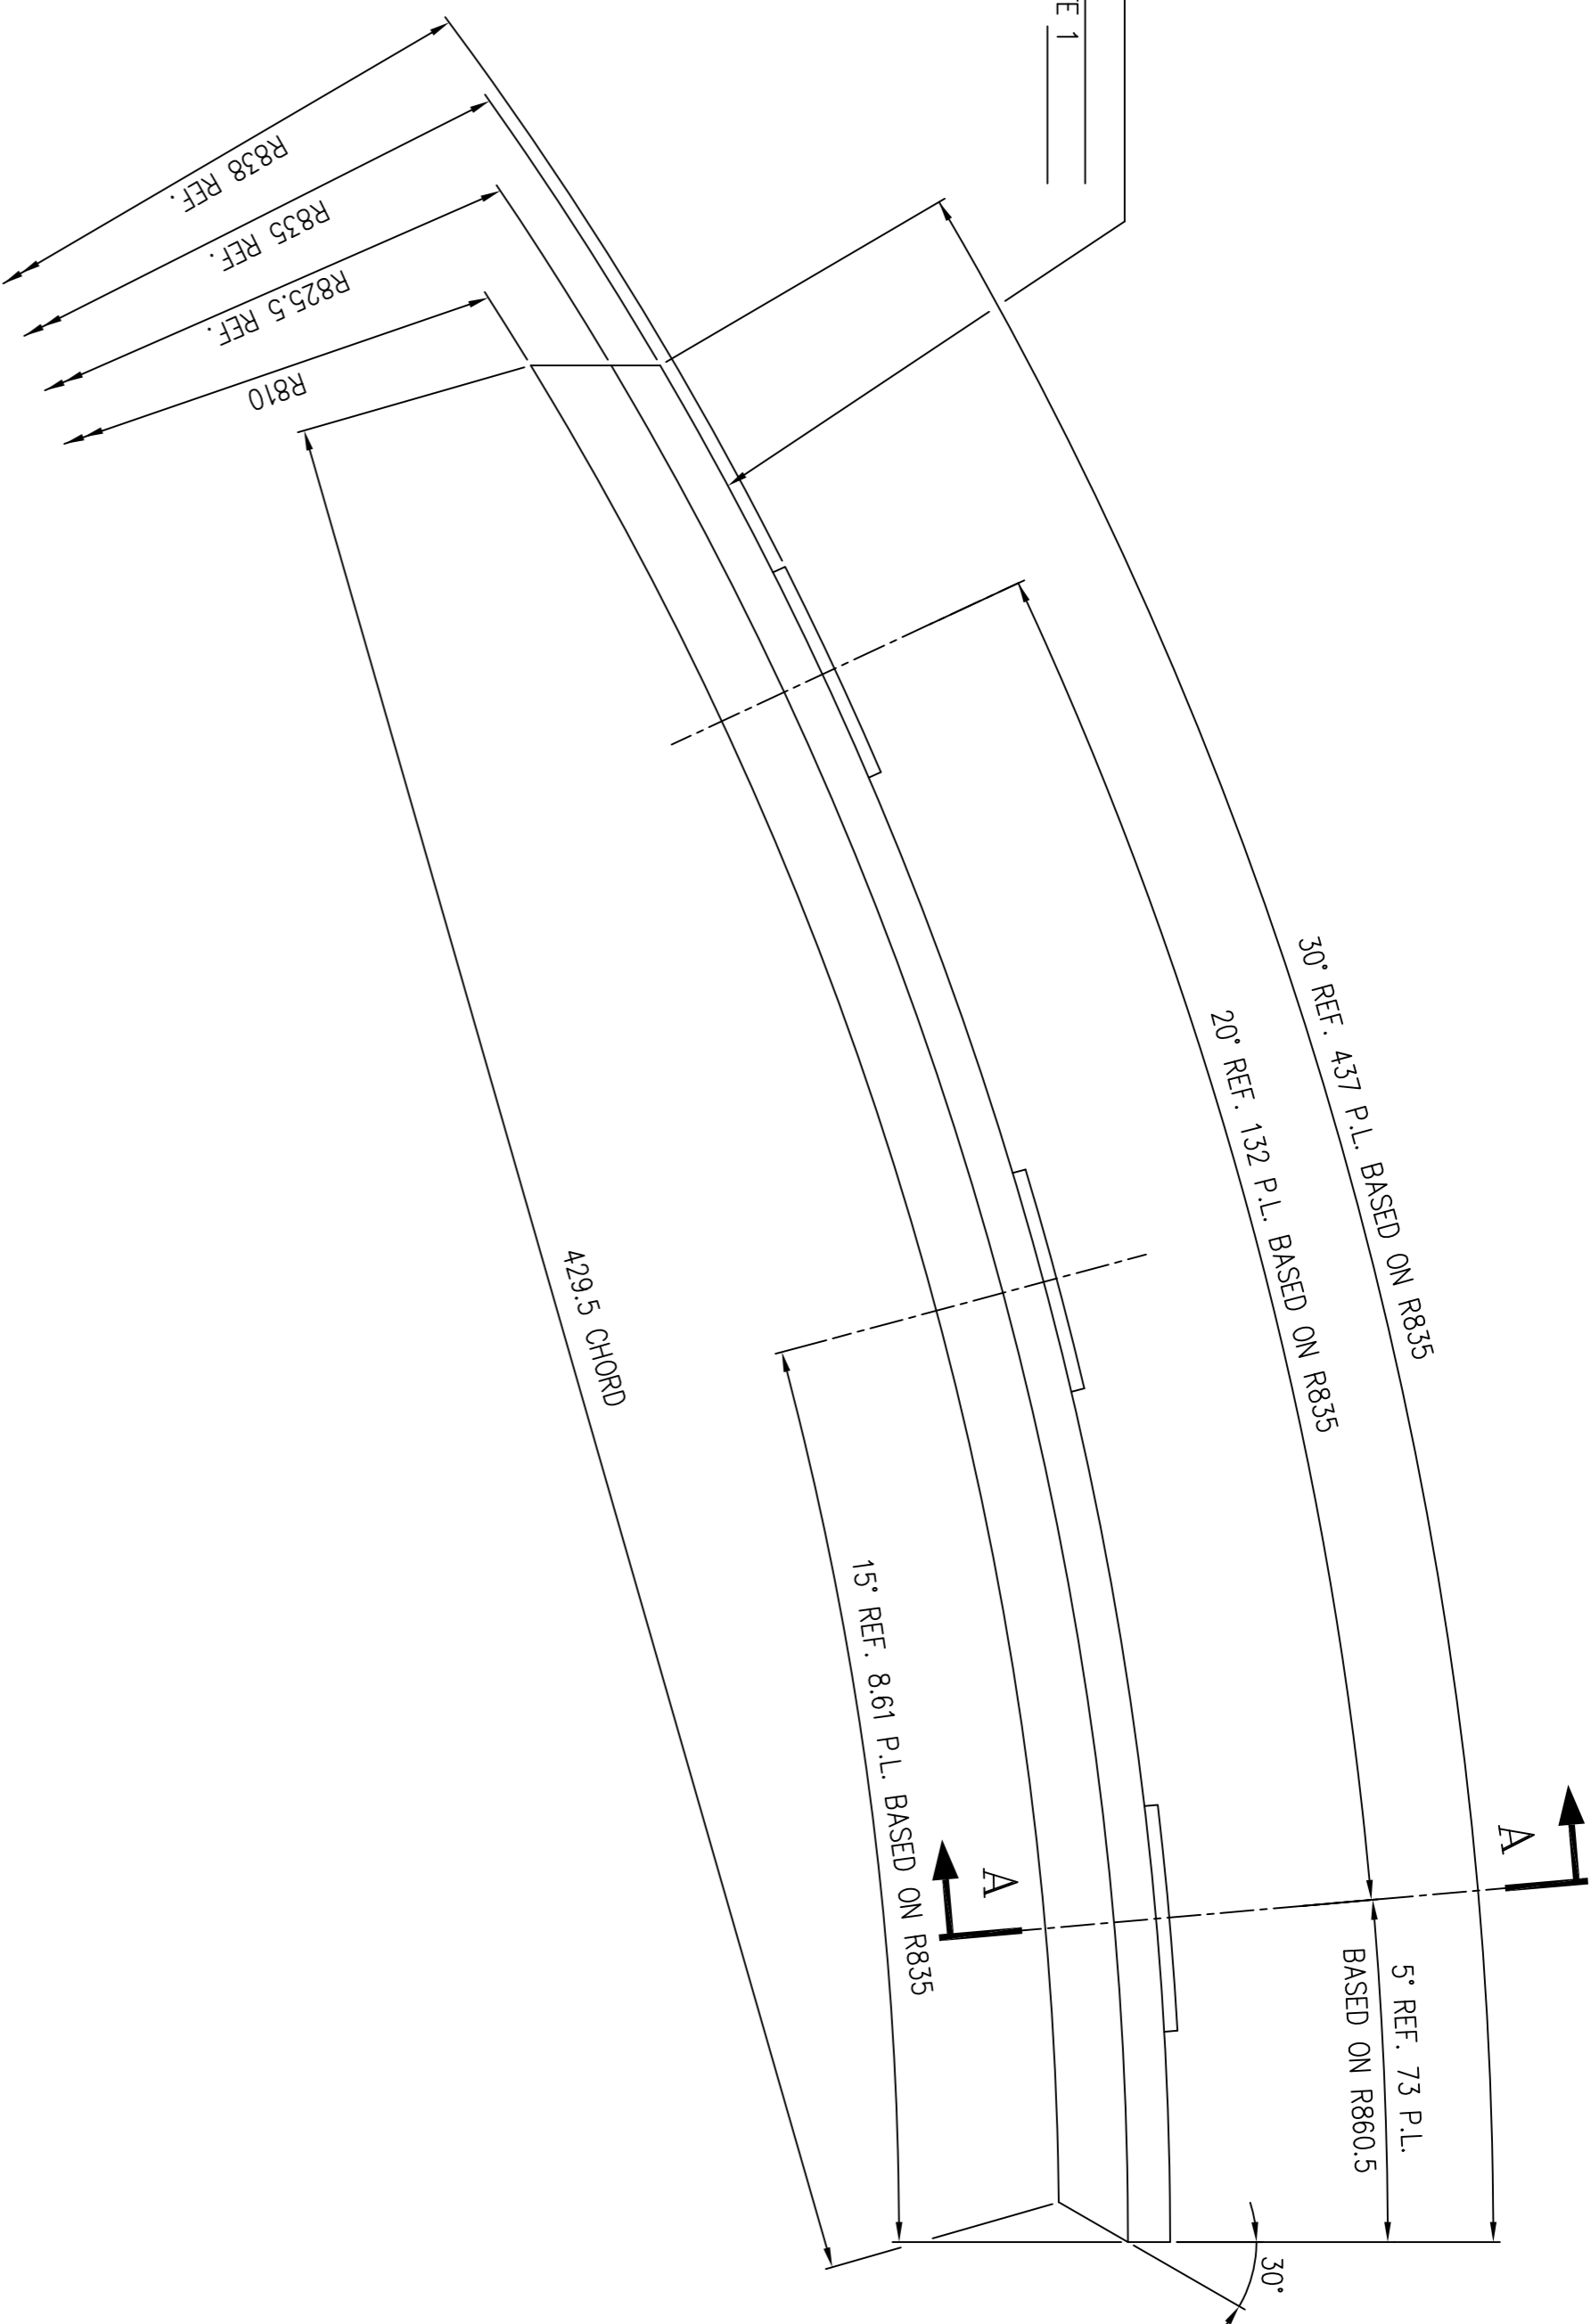 E 1
R838 REF.
R835 REF.
R825.5 REF.
R810
30° REF. 437 P.L. BASED ON R835
20° REF. 132 P.L. BASED ON R835
429.5 CHORD
15° REF. 8.61 P.L. BASED ON R835
A
A
5° REF. 73 P.L.
BASED ON R860.5
30°